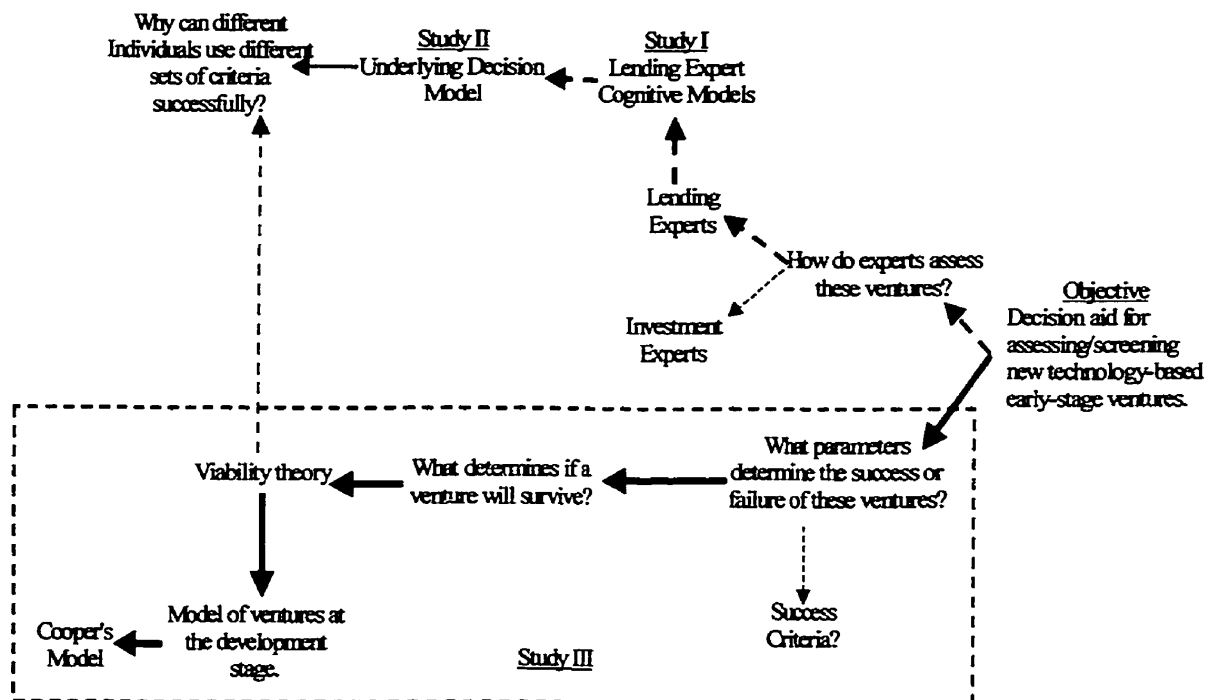 Why can different
Individuals use different
sets of criteria
successfully?
Study II
Underlying Decision
Model
Study I
Lending Expert
Cognitive Models
Lending
Experts
How do experts assess
these ventures?
Investment
Experts
Objective
Decision aid for
assessing/screening
new technology-based
early-stage ventures.
What parameters
determine the success or
failure of these ventures?
What determines if a
venture will survive?
Viability theory
Success
Criteria?
Model of ventures at
the development
stage.
Cooper's
Model
Study III